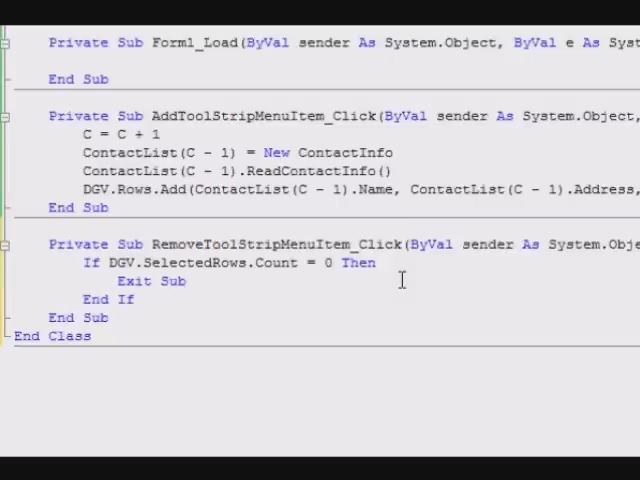 Private Sub Form1_Load(ByVal sender As System.Object, ByVal e As
End Sub
Private Sub AddToolStripMenuItem_Click(ByVal sender As System.Object,
C = C + 1
ContactList(C - 1) = New ContactInfo
ContactList(C - 1).ReadContactInfo()
DGV.Rows.Add(ContactList(C - 1).Name, ContactList(C - 1).Address,
End Sub
Private Sub RemoveToolStripMenuItem_Click(ByVal sender As
If DGV.SelectedRows.Count = 0 Then
Exit Sub
End If
End Sub
End Class